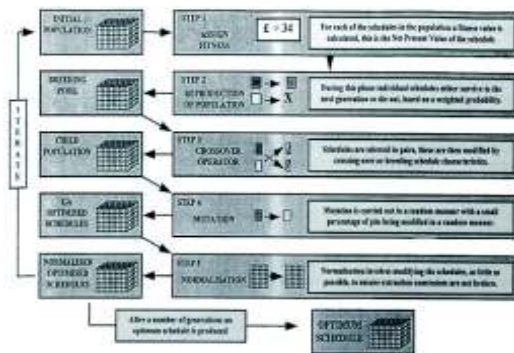 INITIAL
POPULATION
STEP 1
ASSIGN
FITNESS
£ = 34
For each of the schedules in the population a fitness value is
calculated, this is the Net Present Value of the schedule.
BREEDING
POOL
STEP 2
REPRODUCTION
OF POPULATION
X
During this phase individual schedules either survive to the
next generation or die out, based on a weighted probability.
CHILD
POPULATION
STEP 3
CROSSOVER
OPERATOR
Schedules are selected in pairs, these are then modified by
crossing over or breeding schedule characteristics.
GA
OPTIMISED
SCHEDULES
STEP 4
MUTATION
Mutation is carried out in a random manner with a small
percentage of being modified in a random manner.
NORMALISED
OPTIMISED
SCHEDULES
STEP 5
NORMALISATION
Normalisation involves modifying the schedules, as little as
possible, to ensure extraction constraints are not broken.
ITERATE
After a number of generations an
optimum schedule is produced
OPTIMUM
SCHEDULE